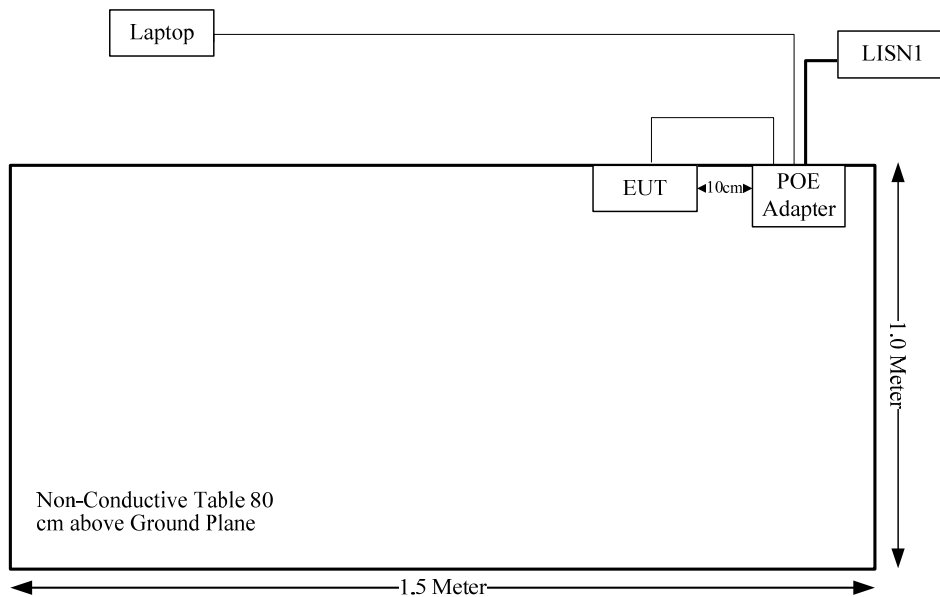 Laptop
LISN1
EUT
10cm
POE
Adapter
1.0 Meter
Non-Conductive Table 80
cm above Ground Plane
1.5 Meter